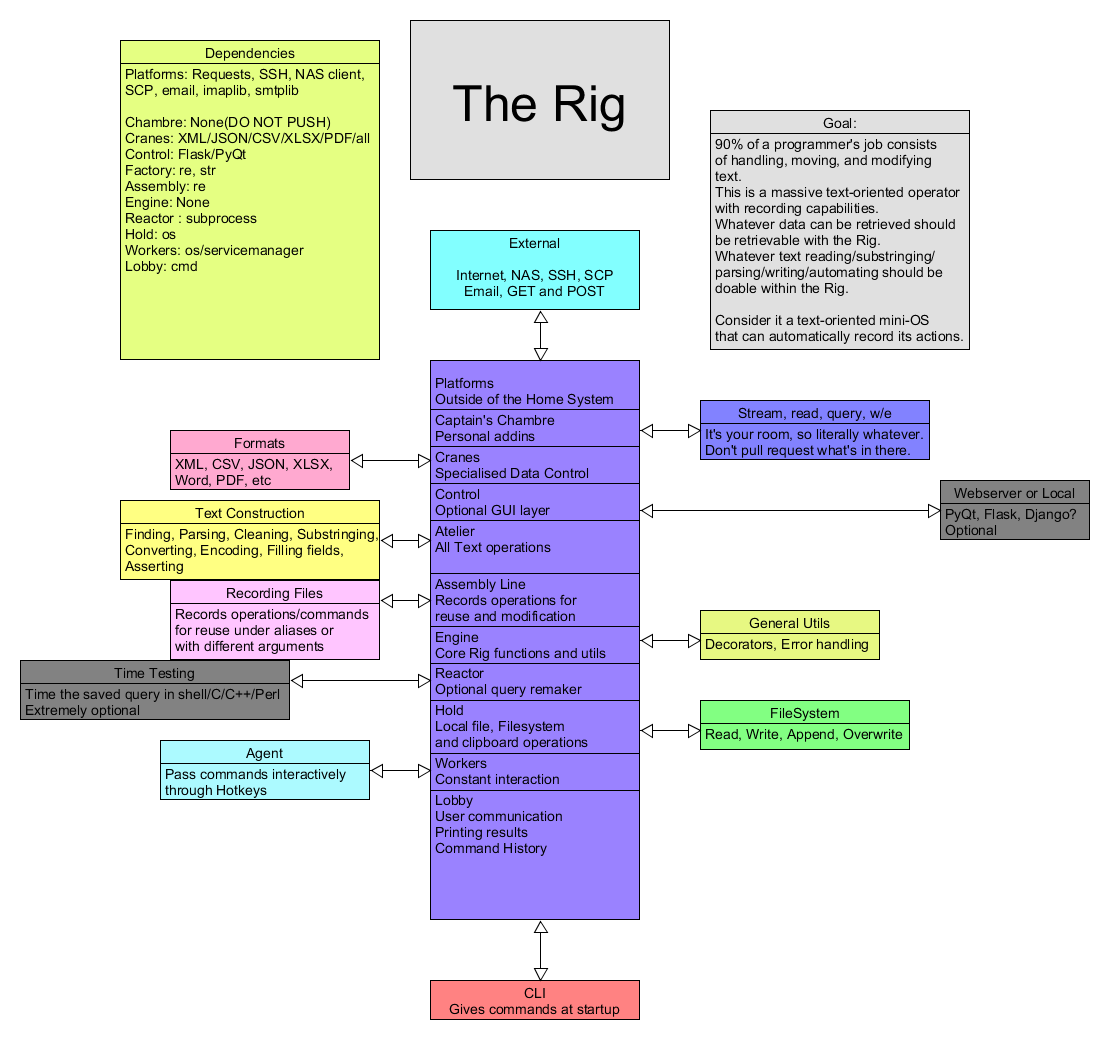 The Rig
Dependencies
Platforms: Requests, SSH, NAS client,
SCP, email, imaplib, smtplib
Chambre: None(DO NOT PUSH)
Cranes: XML/JSON/CSV/XLSX/PDF/all
Control: Flask/PyQt
Factory: re, str
Assembly: re
Engine: None
Reactor : subprocess
Hold: os
Workers: os/servicemanager
Lobby: cmd
Goal:
90% of a programmer's job consists
of handling, moving, and modifying
text.
This is a massive text-oriented operator
with recording capabilities.
Whatever data can be retrieved should
be retrievable with the Rig.
Whatever text reading/substringing/
parsing/writing/automating should be
doable within the Rig.
Consider it a text-oriented mini-OS
that can automatically record its actions.
External
Internet, NAS, SSH, SCP
Email, GET and POST
Platforms
Outside of the Home System
Captain's Chambre
Personal addins
Cranes
Specialised Data Control
Control
Optional GUI layer
Atelier
All Text operations
Assembly Line
Records operations for
reuse and modification
Engine
Core Rig functions and utils
Reactor
Optional query remaker
Hold
Local file, Filesystem
and clipboard operations
Workers
Constant interaction
Lobby
User communication
Printing results
Command History
Formats
XML, CSV, JSON, XLSX,
Word, PDF, etc
Text Construction
Finding, Parsing, Cleaning, Substringing,
Converting, Encoding, Filling fields,
Asserting
Recording Files
Records operations/commands
for reuse under aliases or
with different arguments
Time Testing
Time the saved query in shell/C/C++/Perl
Extremely optional
Agent
Pass commands interactively
through Hotkeys
Stream, read, query, w/e
It's your room, so literally whatever.
Don't pull request what's in there.
Webserver or Local
PyQt, Flask, Django?
Optional
General Utils
Decorators, Error handling
FileSystem
Read, Write, Append, Overwrite
CLI
Gives commands at startup